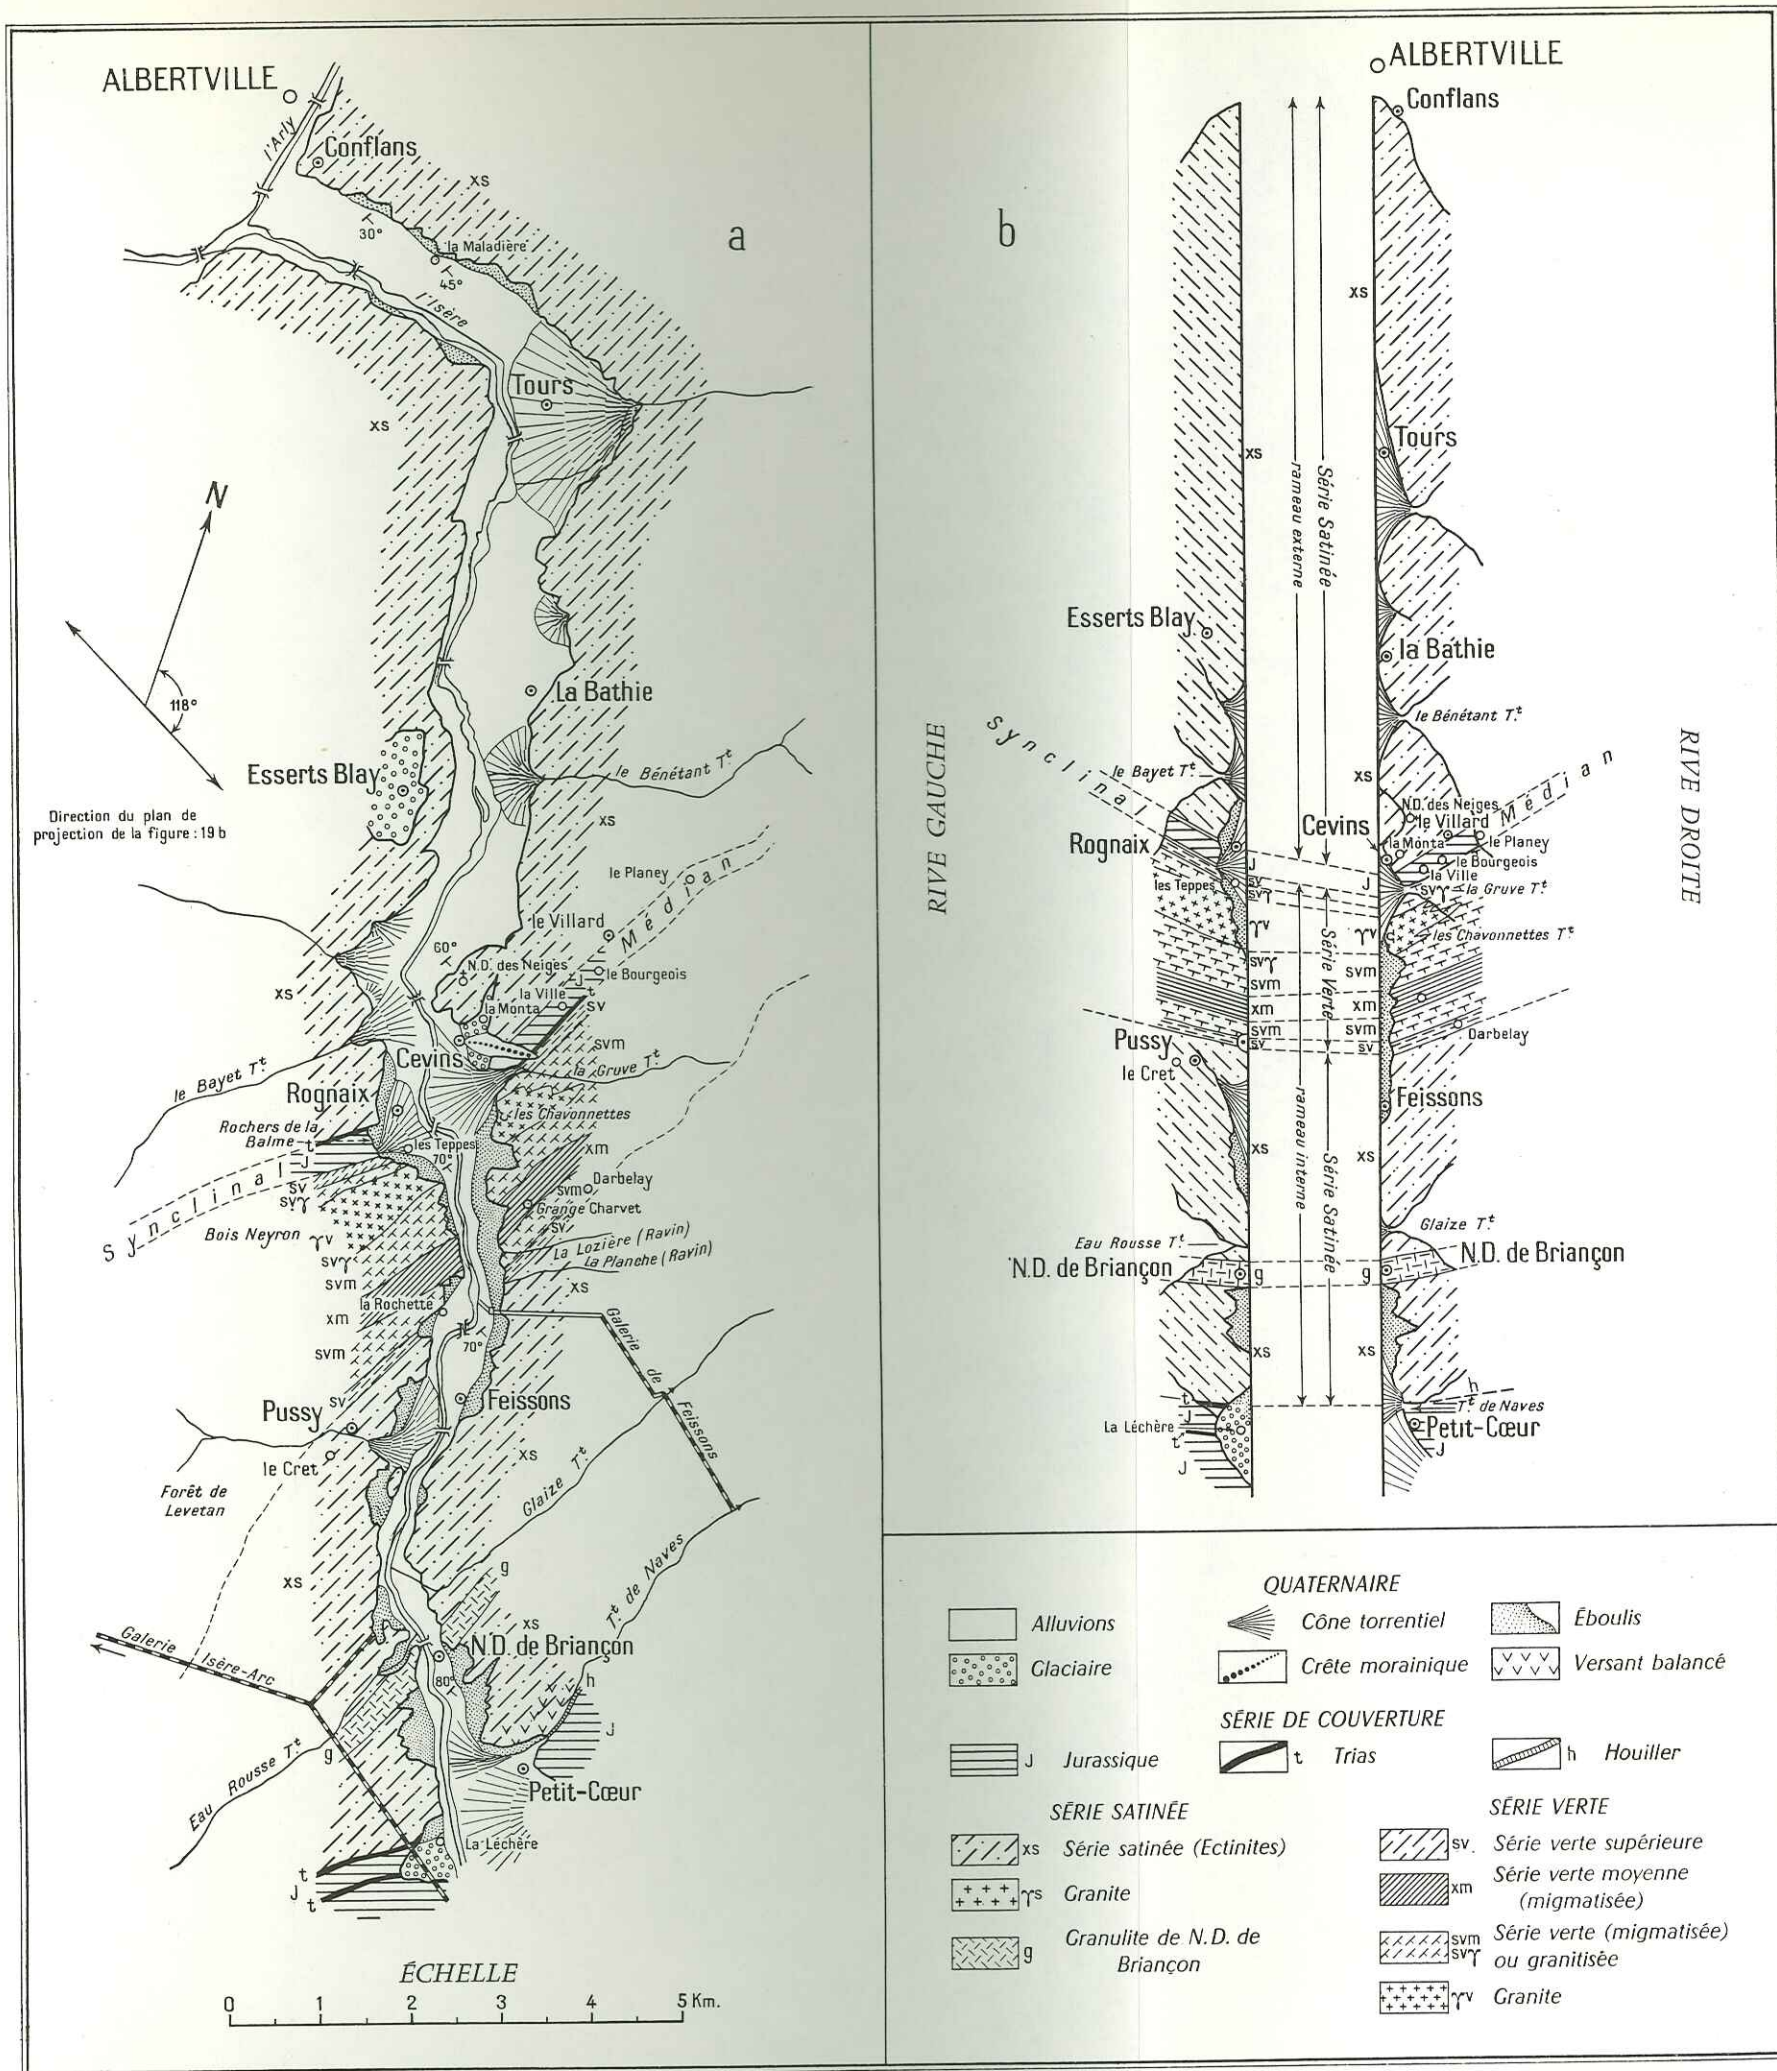 ALBERTVILLE
l'Arly
Conflans
xs
30°
la Maladière
45°
l'Isère
a
Tours
xs
N
118°
Direction du plan de
projection de la figure : 19 b
La Bathie
Esserts Blay
le Bénétant Tt.
xs
le Planey
Médian
le Villard
60°
N.D. des Neiges
le Bourgeois
J
la Ville
t
la Monta
sv
xs
Cevins
svm
le Bayet Tt.
la Gruve Tt.
Rognaix
les Chavonnettes
Rochers de la
Balme
t
les Teppes
70°
xm
J
Synclinal
sv
svγ
Darbelay
svm
Grange Charvet
sv
Bois Neyron
γv
La Lozière (Ravin)
La Planche (Ravin)
svγ
svm
xs
la Rochette
xm
70°
Galerie de Feissons
svm
sv
Feissons
Pussy
le Cret
xs
Forêt de
Levetan
Glaize Tt
xs
g
Tt de Naves
Galerie
Isère-Arc
xs
N.D. de Briançon
80°
h
J
g
Eau Rousse Tt
Petit-Cœur
La Léchère
t
J
t
ÉCHELLE
0 1 2 3 4 5 Km.
b
ALBERTVILLE
Conflans
xs
xs
rameau externe
Série Satinée
Tours
Esserts Blay
la Bathie
le Bénétant Tt.
RIVE GAUCHE
RIVE DROITE
Synclinal
Médian
le Bayet Tt.
xs
N.D. des Neiges
le Villard
Cevins
Rognaix
la Monta
le Planey
le Bourgeois
J
la Ville
les Teppes
sv
J
svγ
svγ
la Gruve Tt
γv
γv
les Chavonnettes Tt
Série Verte
svγ
svm
svm
xm
xm
svm
svm
Darbelay
Pussy
sv
sv
le Cret
Feissons
xs
xs
rameau interne
Série Satinée
Glaize Tt
Eau Rousse Tt.
N.D. de Briançon
g
g
N.D. de Briançon
xs
xs
h
t
Tt de Naves
J
La Léchère
Petit-Cœur
t
J
J
QUATERNAIRE
Alluvions
Cône torrentiel
Éboulis
Glaciaire
Crête morainique
Versant balancé
SÉRIE DE COUVERTURE
J Jurassique
t Trias
h Houiller
SÉRIE SATINÉE
SÉRIE VERTE
xs Série satinée (Ectinites)
sv. Série verte supérieure
γs Granite
xm Série verte moyenne
(migmatisée)
g Granulite de N.D. de
Briançon
svm Série verte (migmatisée)
svγ ou granitisée
γv Granite